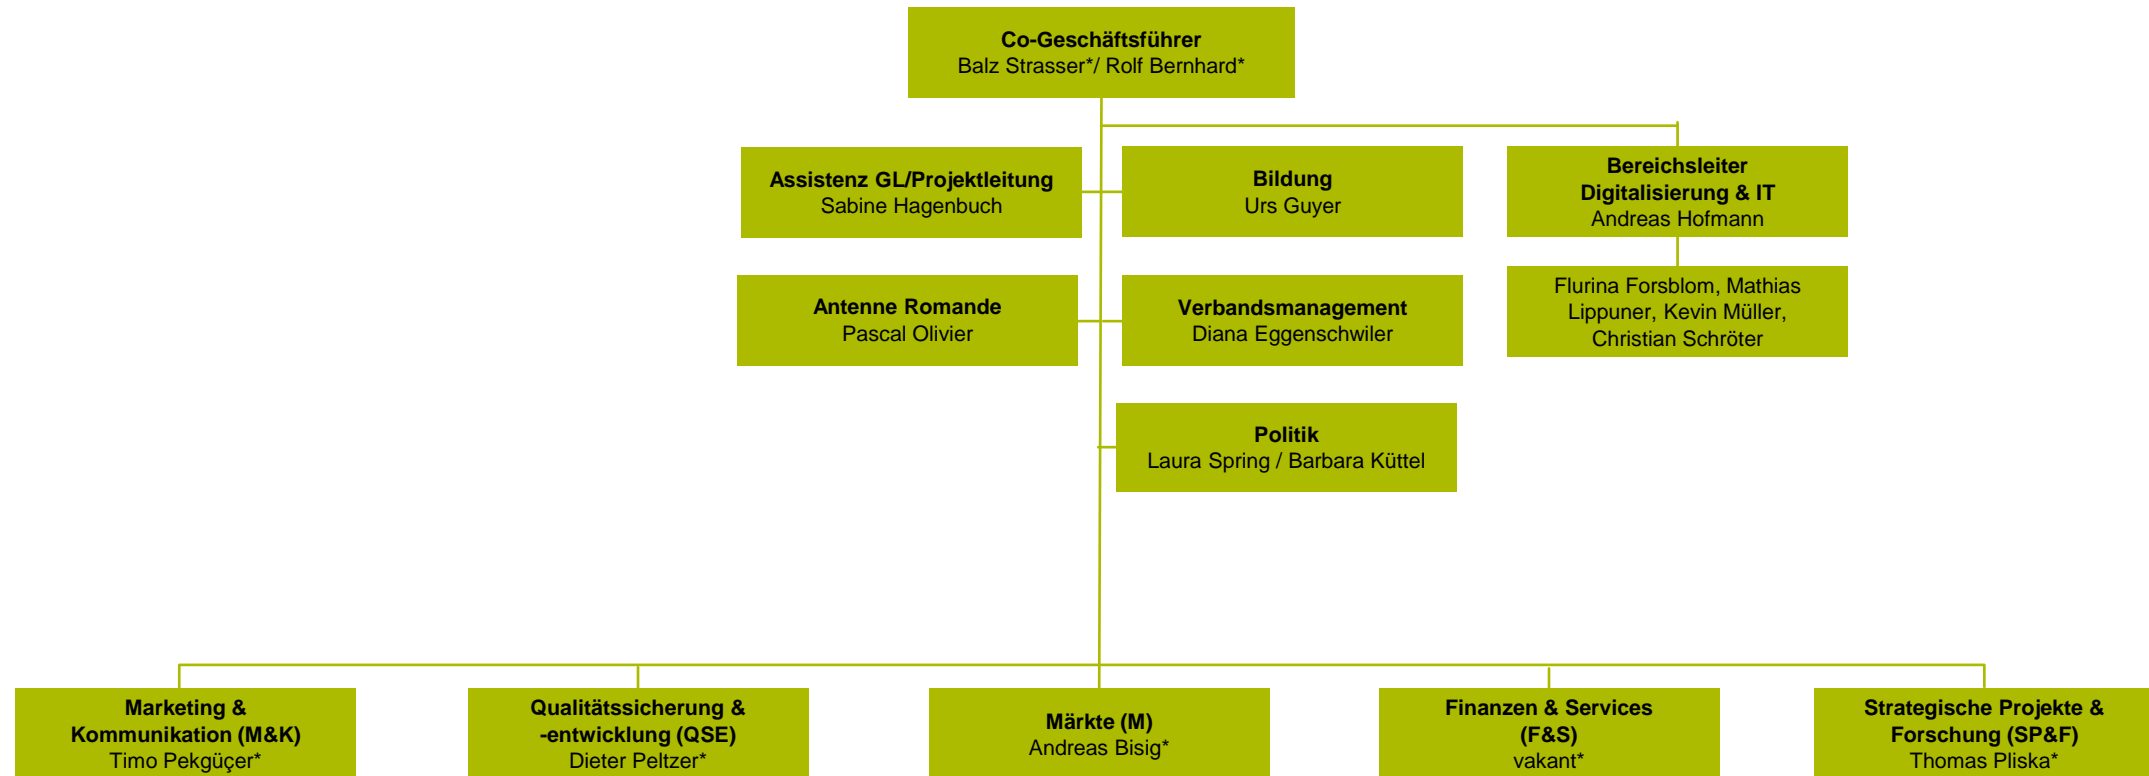 Co-Geschäftsführer
Balz Strasser*/ Rolf Bernhard*
Assistenz GL/Projektleitung
Sabine Hagenbuch
Bildung
Urs Guyer
Bereichsleiter
Digitalisierung & IT
Andreas Hofmann
Antenne Romande
Pascal Olivier
Verbandsmanagement
Diana Eggenschwiler
Flurina Forsblom, Mathias
Lippuner, Kevin Müller,
Christian Schröter
Politik
Laura Spring / Barbara Küttel
Marketing &
Kommunikation (M&K)
Timo Pekgüçer*
Qualitätssicherung &
-entwicklung (QSE)
Dieter Peltzer*
Märkte (M)
Andreas Bisig*
Finanzen & Services
(F&S)
vakant*
Strategische Projekte &
Forschung (SP&F)
Thomas Pliska*